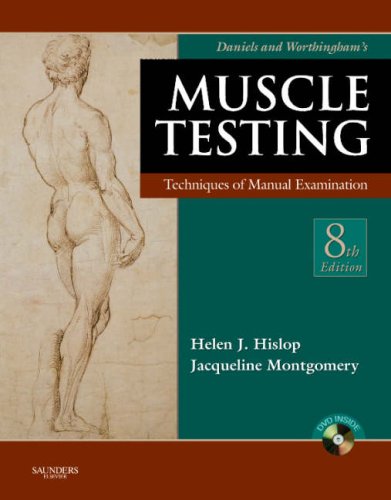 Daniels and Worthingham's
MUSCLE
TESTING
Techniques of Manual Examination
8th
Edition
Helen J. Hislop
Jacqueline Montgomery
DVD INSIDE
SAUNDERS
ELSEVIER